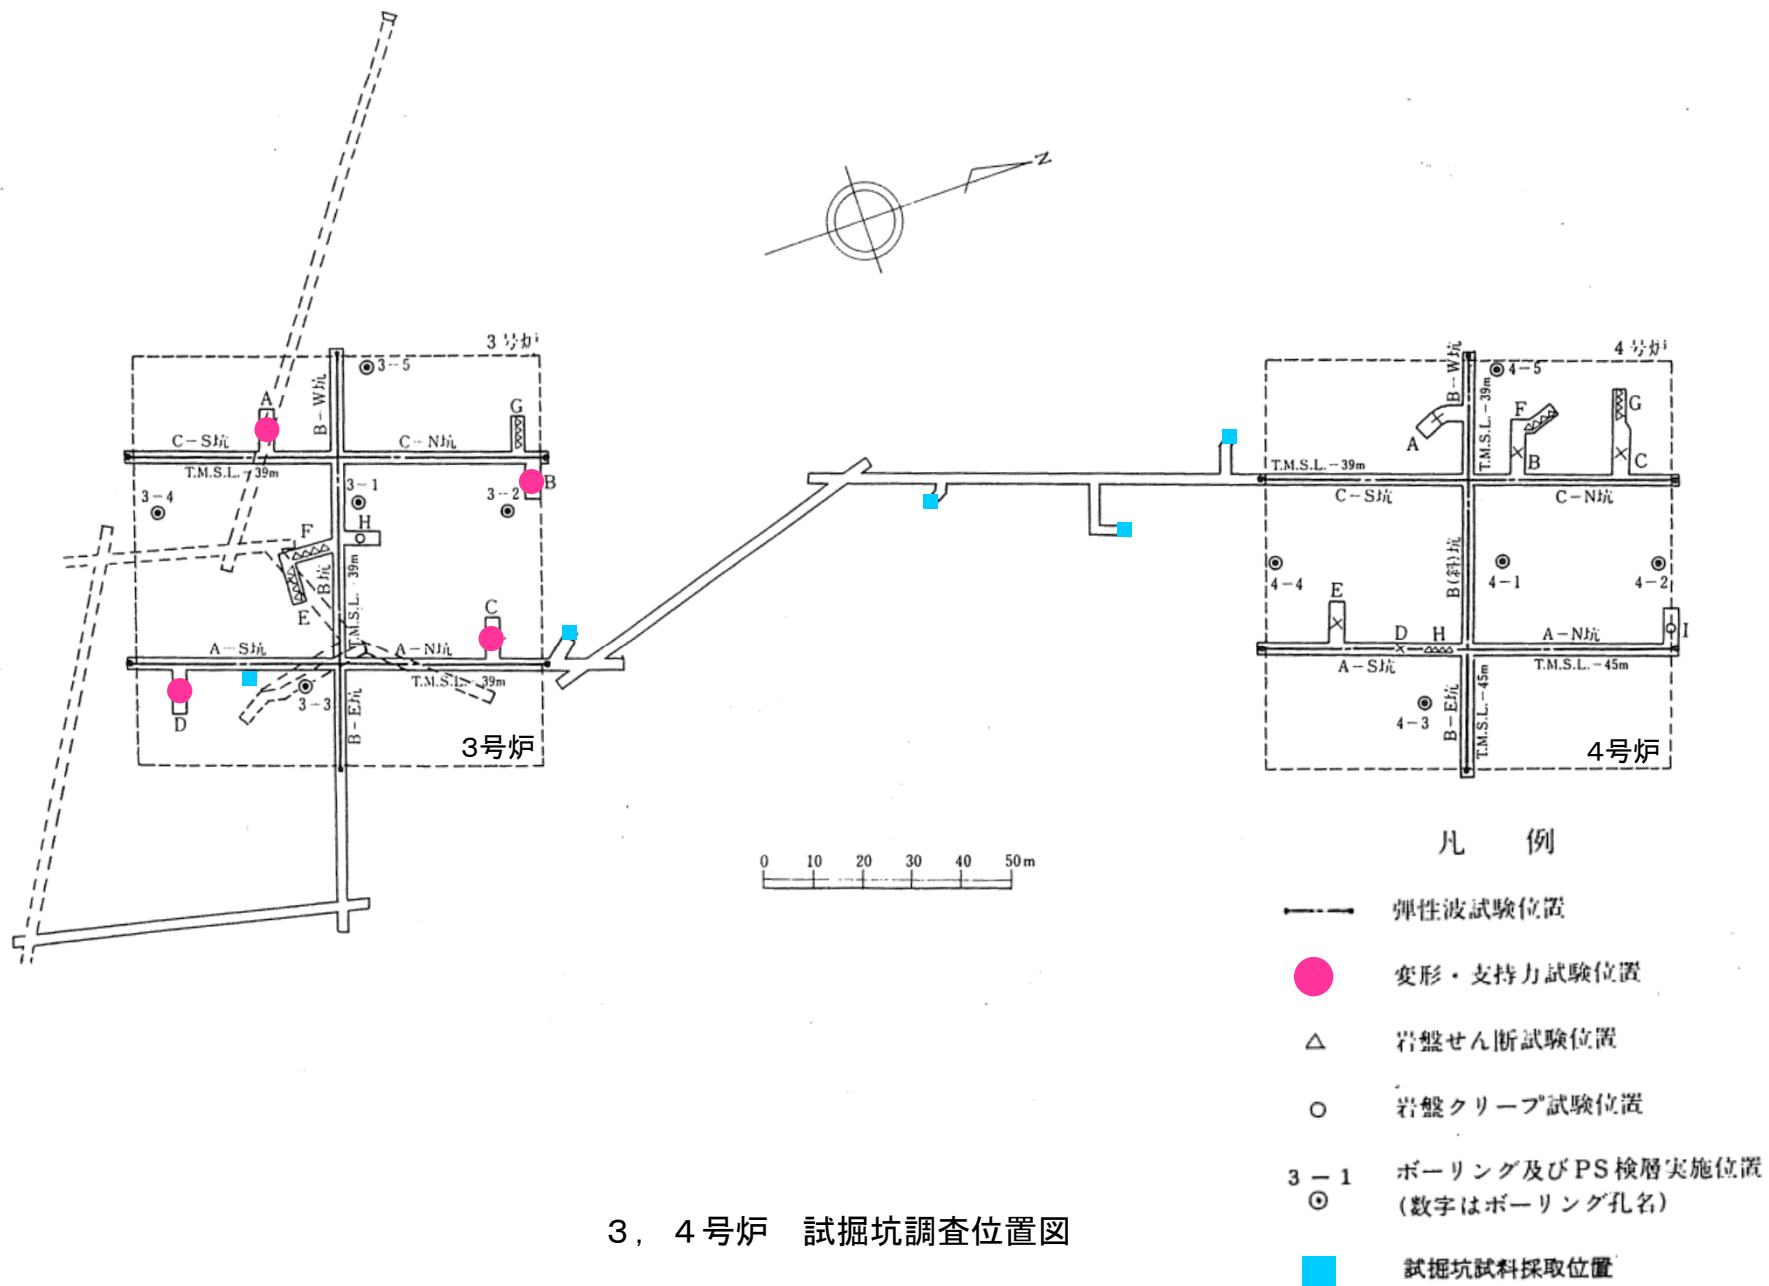 N
3号炉
3-5
A
B-W坑
G
C-S坑
C-N坑
T.M.S.L.-39m
3-4
3-1
3-2
B
H
F
B坑
T.M.S.L.-39m
E
C
A-S坑
A-N坑
T.M.S.L.-39m
3-3
D
B-E坑
3号炉
4号炉
B-W坑
4-5
T.M.S.L.-39m
F
G
A
B
C
T.M.S.L.-39m
C-S坑
C-N坑
B(斜)坑
4-4
4-1
4-2
E
D
H
A-N坑
I
A-S坑
T.M.S.L.-45m
B-E坑
T.M.S.L.-45m
4-3
4号炉
0 10 20 30 40 50m
凡 例
弾性波試験位置
変形・支持力試験位置
岩盤せん断試験位置
岩盤クリープ試験位置
3-1 ボーリング及びPS検層実施位置
(数字はボーリング孔名)
試掘坑試料採取位置
3, 4号炉 試掘坑調査位置図